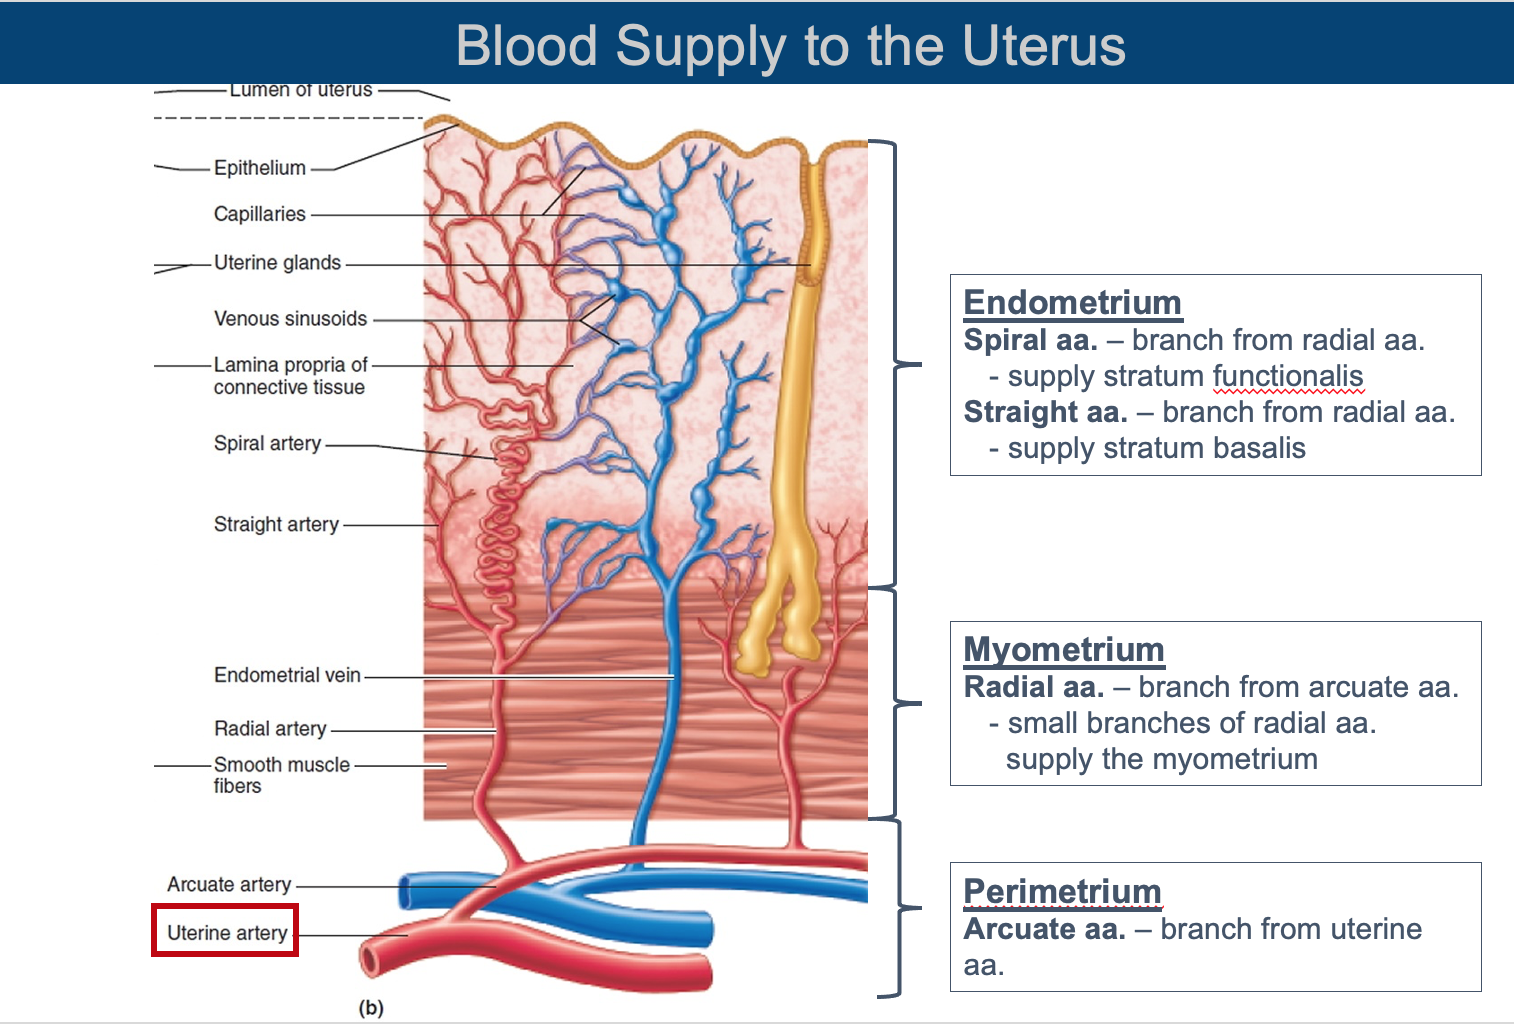 Blood Supply to the Uterus
Lumen of uterus
Epithelium
Capillaries
Uterine glands
Venous sinusoids
Lamina propria of
connective tissue
Spiral artery
Straight artery
Endometrial vein
Radial artery
Smooth muscle
fibers
Arcuate artery
Uterine artery
(b)
Endometrium
Spiral aa. – branch from radial aa.
- supply stratum functionalis
Straight aa. – branch from radial aa.
- supply stratum basalis
Myometrium
Radial aa. – branch from arcuate aa.
- small branches of radial aa.
supply the myometrium
Perimetrium
Arcuate aa. – branch from uterine
aa.